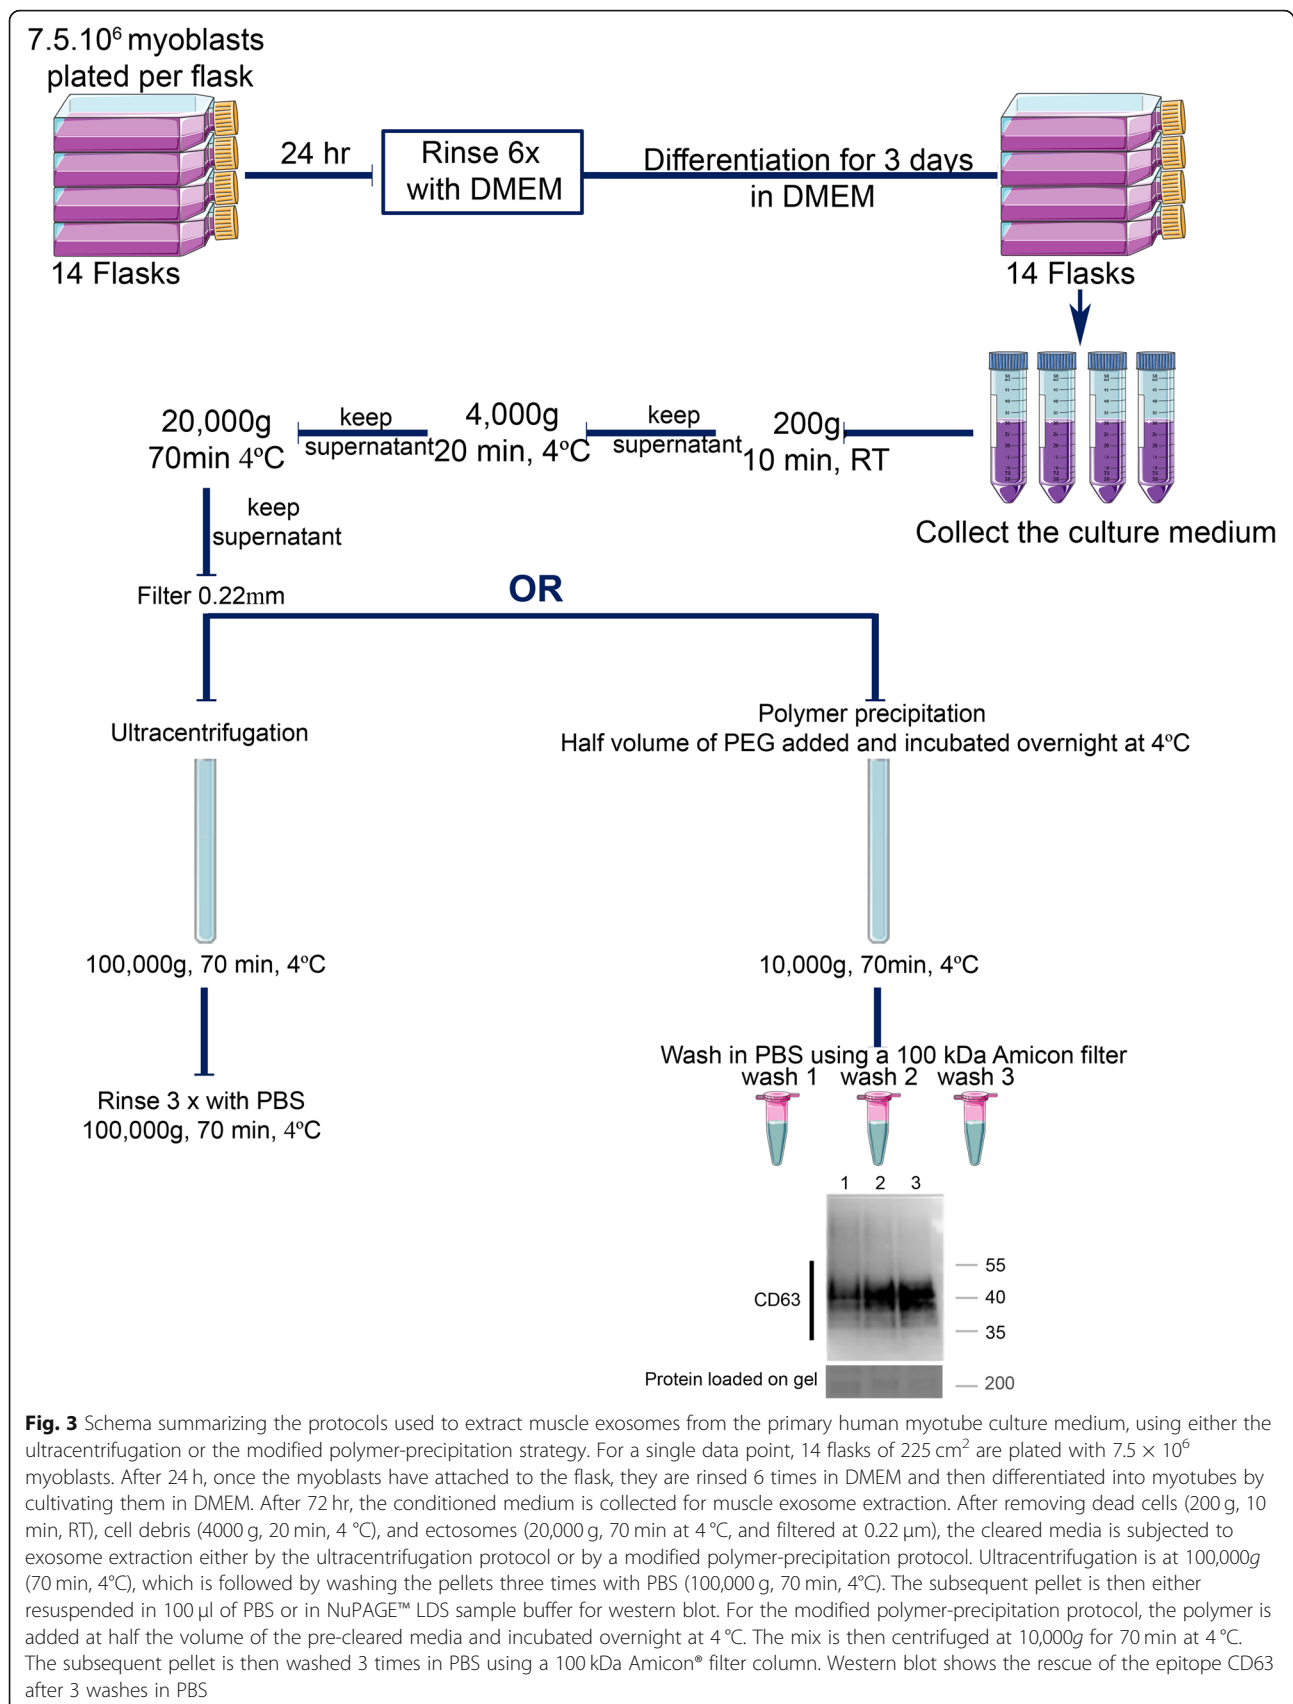 7.5.10⁶ myoblasts
plated per flask
24 hr
Rinse 6x
with DMEM
Differentiation for 3 days
in DMEM
14 Flasks
14 Flasks
20,000g
70min 4ºC
keep
supernatant
4,000g
20 min, 4ºC
keep
supernatant
200g
10 min, RT
Collect the culture medium
keep
supernatant
Filter 0.22mm
OR
Ultracentrifugation
Polymer precipitation
Half volume of PEG added and incubated overnight at 4ºC
100,000g, 70 min, 4ºC
10,000g, 70min, 4ºC
Rinse 3 x with PBS
100,000g, 70 min, 4ºC
Wash in PBS using a 100 kDa Amicon filter
wash 1 wash 2 wash 3
1 2 3
55
CD63
40
35
Protein loaded on gel
200
Fig. 3 Schema summarizing the protocols used to extract muscle exosomes from the primary human myotube culture medium, using either the
ultracentrifugation or the modified polymer-precipitation strategy. For a single data point, 14 flasks of 225 cm² are plated with 7.5 × 10⁶
myoblasts. After 24 h, once the myoblasts have attached to the flask, they are rinsed 6 times in DMEM and then differentiated into myotubes by
cultivating them in DMEM. After 72 hr, the conditioned medium is collected for muscle exosome extraction. After removing dead cells (200 g, 10
min, RT), cell debris (4000 g, 20 min, 4 °C), and ectosomes (20,000 g, 70 min at 4 °C, and filtered at 0.22 μm), the cleared media is subjected to
exosome extraction either by the ultracentrifugation protocol or by a modified polymer-precipitation protocol. Ultracentrifugation is at 100,000g
(70 min, 4°C), which is followed by washing the pellets three times with PBS (100,000 g, 70 min, 4°C). The subsequent pellet is then either
resuspended in 100 μl of PBS or in NuPAGE™ LDS sample buffer for western blot. For the modified polymer-precipitation protocol, the polymer is
added at half the volume of the pre-cleared media and incubated overnight at 4 °C. The mix is then centrifuged at 10,000g for 70 min at 4 °C.
The subsequent pellet is then washed 3 times in PBS using a 100 kDa Amicon® filter column. Western blot shows the rescue of the epitope CD63
after 3 washes in PBS